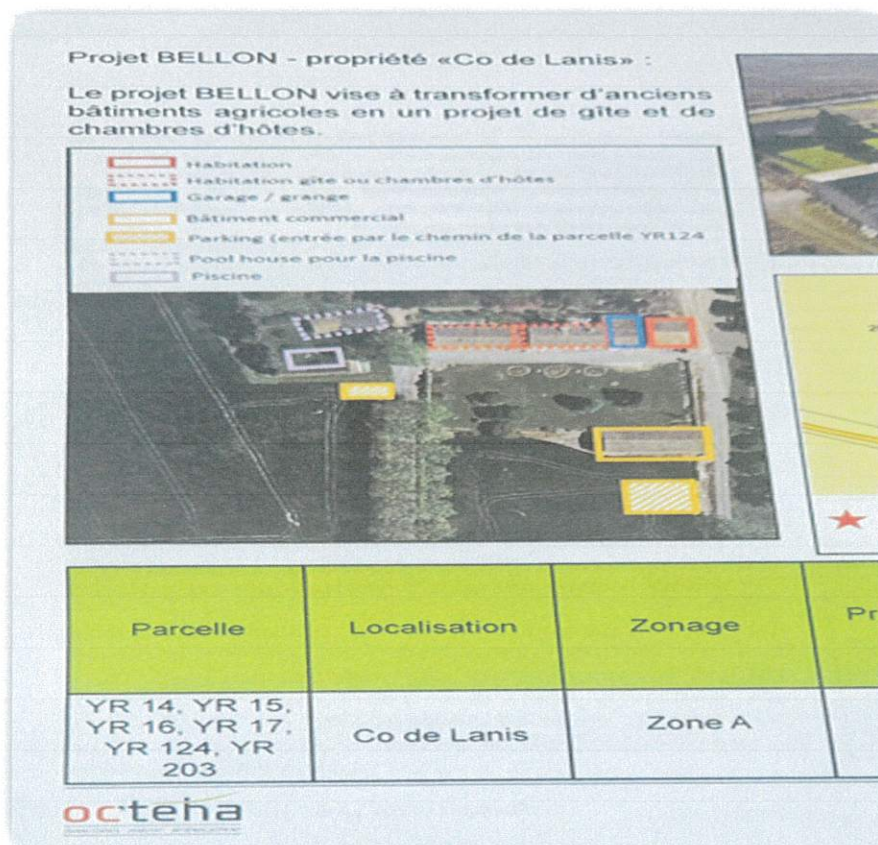 Projet BELLON - propriété «Co de Lanis» :
Le projet BELLON vise à transformer d'anciens
bâtiments agricoles en un projet de gîte et de
chambres d'hôtes.
Habitation
Habitation gîte ou chambres d'hôtes
Garage / grange
Bâtiment commercial
Parking (entrée par le chemin de la parcelle YR124
Pool house pour la piscine
Piscine
Parcelle
Localisation
Zonage
Pr
YR 14, YR 15,
YR 16, YR 17,
YR 124, YR
203
Co de Lanis
Zone A
octeha